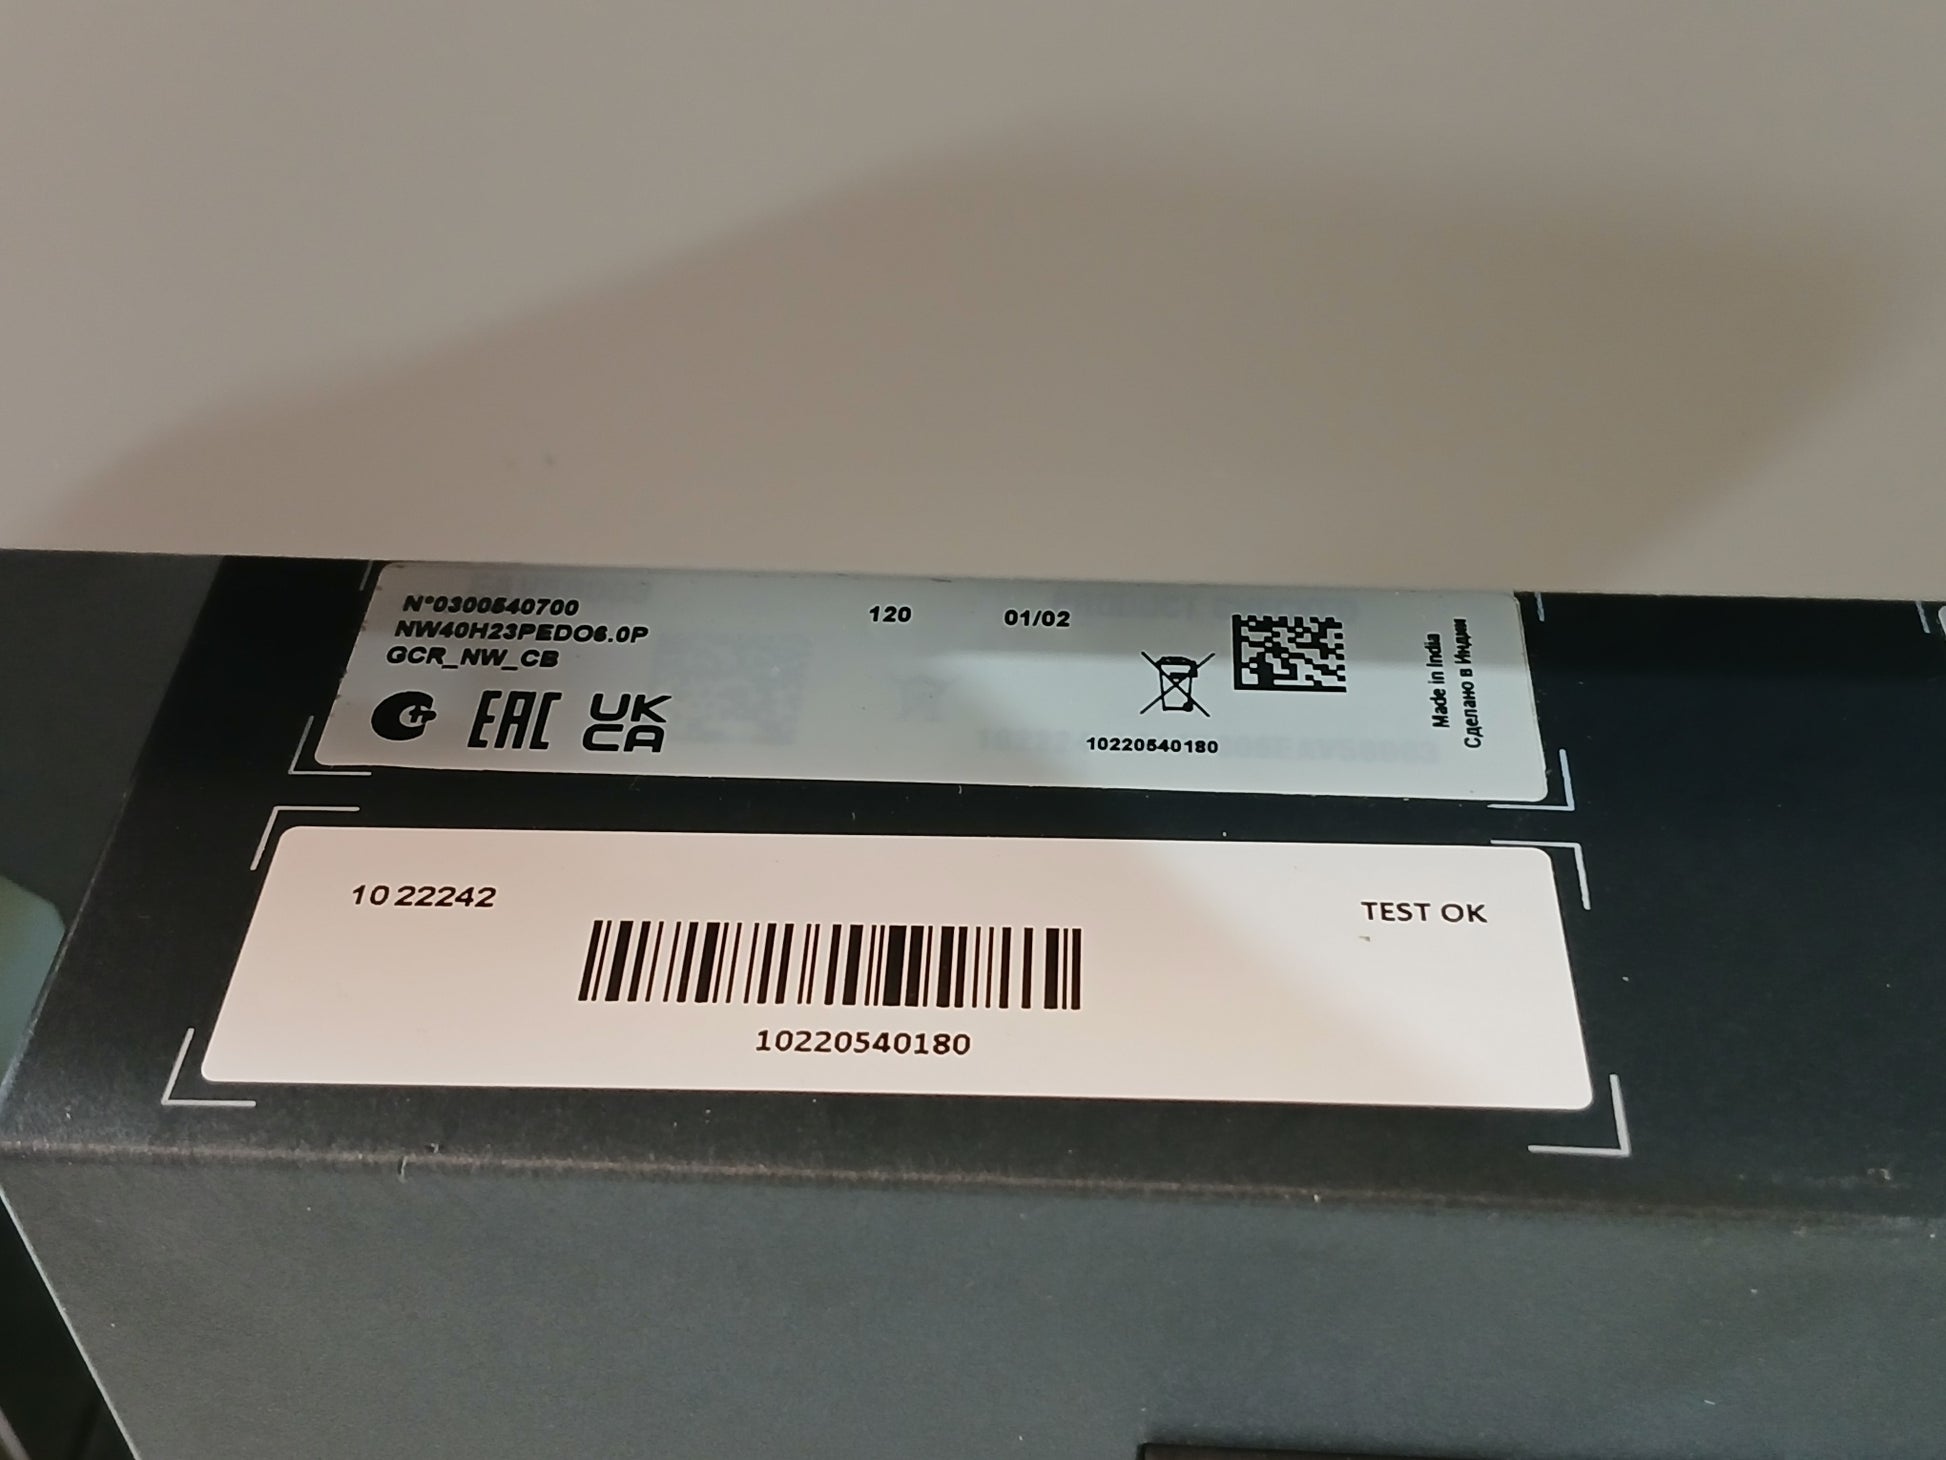 N°0300540700
120
01/02
NW40H23PEDO6.0P
GCR_NW_CB
EAC
UK
CA
10220540180
Made in India
Сделано в Индии
10 22242
TEST OK
10220540180